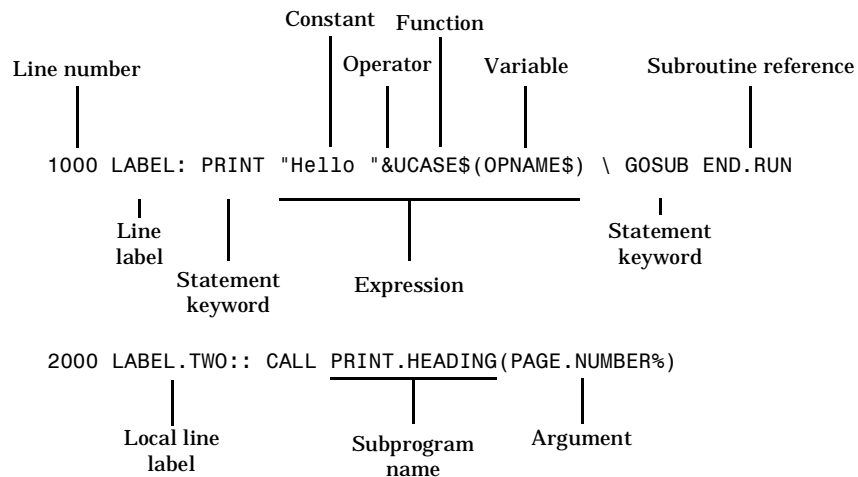 Constant Function
Line number Operator Variable Subroutine reference
1000 LABEL: PRINT "Hello "&UCASE$(OPNAME$) \ GOSUB END.RUN
Line
label
Statement
keyword
Expression
Statement
keyword
2000 LABEL.TWO:: CALL PRINT.HEADING(PAGE.NUMBER%)
Local line
label
Subprogram
name
Argument